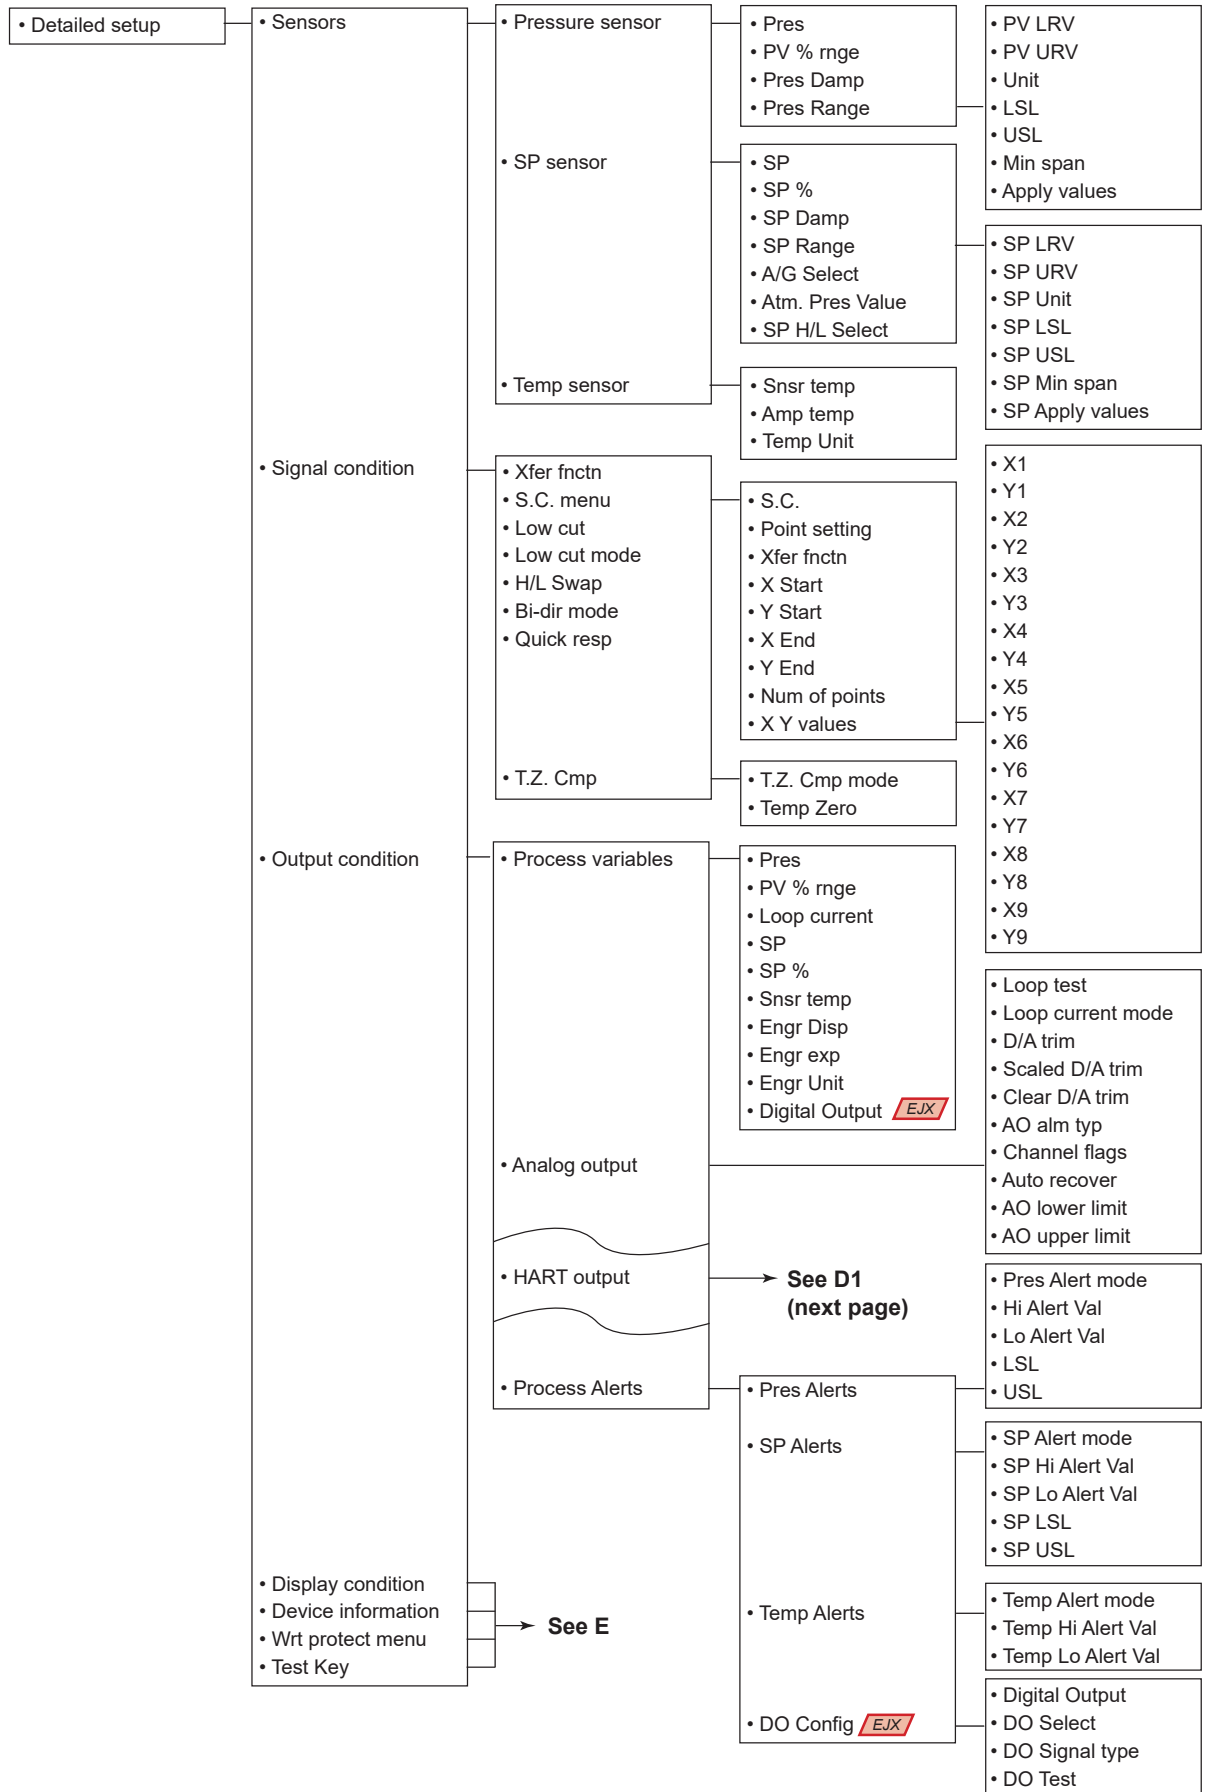 • Detailed setup
• Sensors
• Pressure sensor
• Pres
• PV % rnge
• Pres Damp
• Pres Range
• PV LRV
• PV URV
• Unit
• LSL
• USL
• Min span
• Apply values
• SP sensor
• SP
• SP %
• SP Damp
• SP Range
• A/G Select
• Atm. Pres Value
• SP H/L Select
• SP LRV
• SP URV
• SP Unit
• SP LSL
• SP USL
• SP Min span
• SP Apply values
• Temp sensor
• Snsr temp
• Amp temp
• Temp Unit
• Signal condition
• Xfer fnctn
• S.C. menu
• Low cut
• Low cut mode
• H/L Swap
• Bi-dir mode
• Quick resp
• S.C.
• Point setting
• Xfer fnctn
• X Start
• Y Start
• X End
• Y End
• Num of points
• X Y values
• X1
• Y1
• X2
• Y2
• X3
• Y3
• X4
• Y4
• X5
• Y5
• X6
• Y6
• X7
• Y7
• X8
• Y8
• X9
• Y9
• T.Z. Cmp
• T.Z. Cmp mode
• Temp Zero
• Output condition
• Process variables
• Pres
• PV % rnge
• Loop current
• SP
• SP %
• Snsr temp
• Engr Disp
• Engr exp
• Engr Unit
• Digital Output EJX
• Analog output
• Loop test
• Loop current mode
• D/A trim
• Scaled D/A trim
• Clear D/A trim
• AO alm typ
• Channel flags
• Auto recover
• AO lower limit
• AO upper limit
• HART output
See D1
(next page)
• Process Alerts
• Pres Alerts
• Pres Alert mode
• Hi Alert Val
• Lo Alert Val
• LSL
• USL
• SP Alerts
• SP Alert mode
• SP Hi Alert Val
• SP Lo Alert Val
• SP LSL
• SP USL
• Temp Alerts
• Temp Alert mode
• Temp Hi Alert Val
• Temp Lo Alert Val
• DO Config EJX
• Digital Output
• DO Select
• DO Signal type
• DO Test
• Display condition
• Device information
• Wrt protect menu
• Test Key
See E